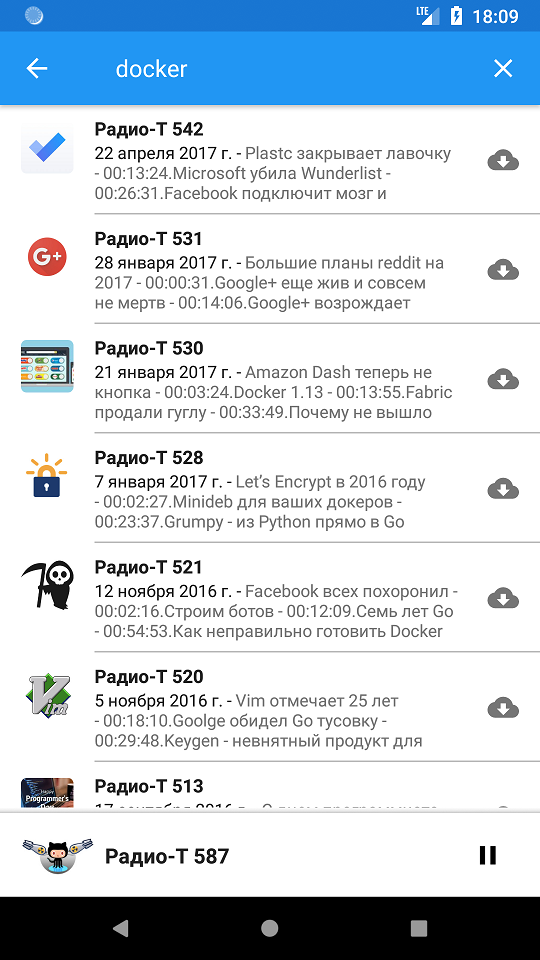 LTE 18:09
docker
Радио-Т 542
22 апреля 2017 г. - Plastc закрывает лавочку
- 00:13:24.Microsoft убила Wunderlist -
00:26:31.Facebook подключит мозг и
G+
Радио-Т 531
28 января 2017 г. - Большие планы reddit на
2017 - 00:00:31.Google+ еще жив и совсем
не мертв - 00:14:06.Google+ возрождает
Радио-Т 530
21 января 2017 г. - Amazon Dash теперь не
кнопка - 00:03:24.Docker 1.13 - 00:13:55.Fabric
продали гуглу - 00:33:49.Почему не вышло
Радио-Т 528
7 января 2017 г. - Let’s Encrypt в 2016 году
- 00:02:27.Minideb для ваших докеров -
00:23:37.Grumpy - из Python прямо в Go
Радио-Т 521
12 ноября 2016 г. - Facebook всех похоронил -
00:02:16.Строим ботов - 00:12:09.Семь лет Go
- 00:54:53.Как неправильно готовить Docker
Vim
Радио-Т 520
5 ноября 2016 г. - Vim отмечает 25 лет
- 00:18:10.Goolge обидел Go тусовку -
00:29:48.Keygen - невнятный продукт для
Happy
Programmer's
Радио-Т 513
Радио-Т 587